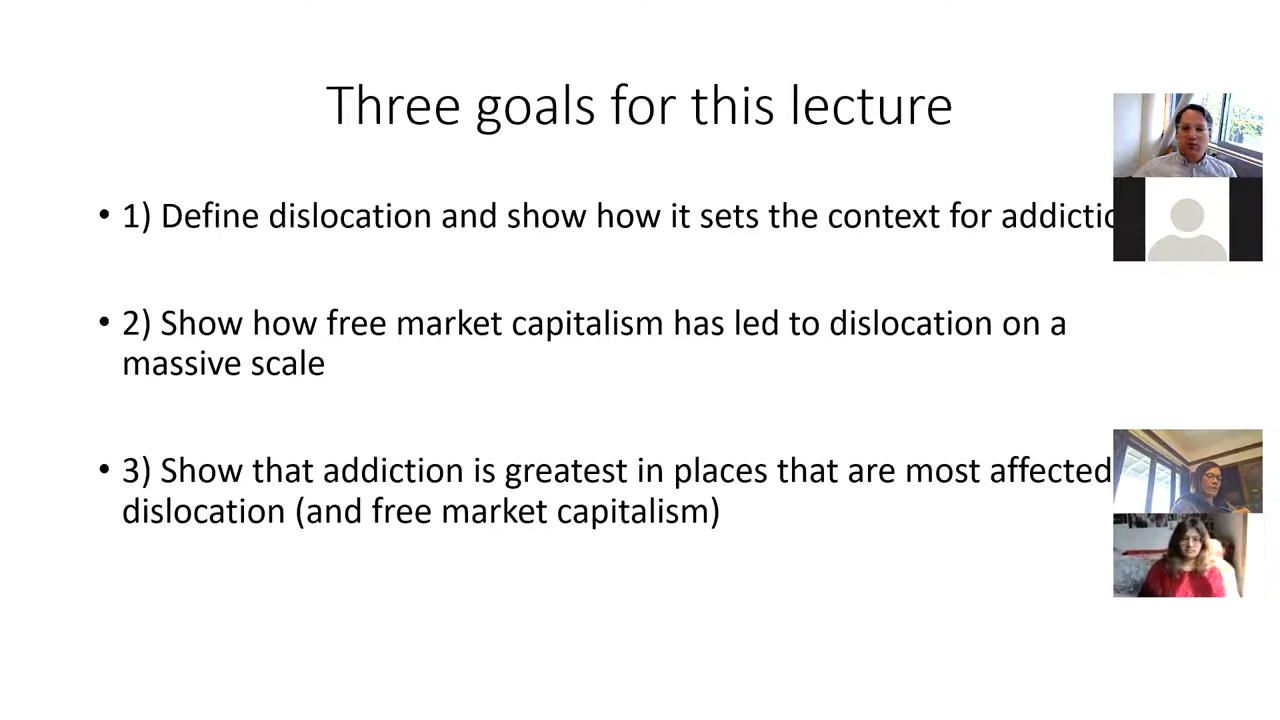 Three goals for this lecture
• 1) Define dislocation and show how it sets the context for addictio
• 2) Show how free market capitalism has led to dislocation on a
massive scale
• 3) Show that addiction is greatest in places that are most affected
dislocation (and free market capitalism)